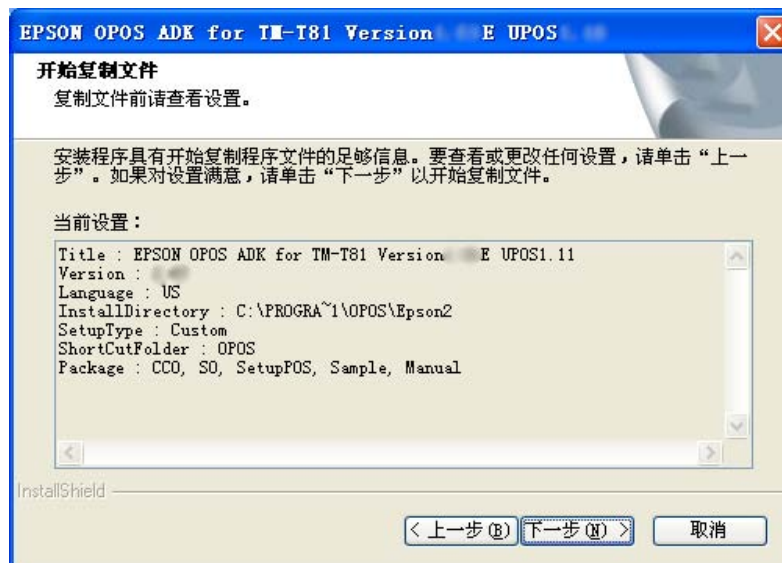 EPSON OPOS ADK for TM-T81 Version E UPOS
开始复制文件
复制文件前请查看设置。
安装程序具有开始复制程序文件的足够信息。要查看或更改任何设置，请单击“上一
步”。如果对设置满意，请单击“下一步”以开始复制文件。
当前设置：
Title : EPSON OPOS ADK for TM-T81 Version E UPOS1.11
Version :
Language : US
InstallDirectory : C:\PROGRA~1\OPOS\Epson2
SetupType : Custom
ShortCutFolder : OPOS
Package : CCO, SO, SetupPOS, Sample, Manual
InstallShield
< 上一步(B) 下一步(N) > 取消